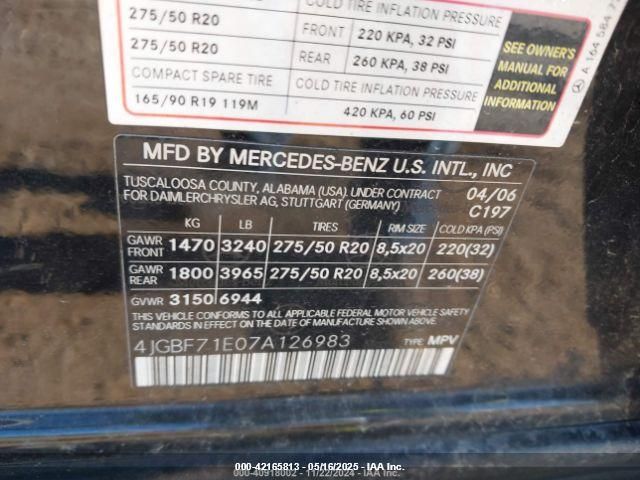 COLD TIRE INFLATION PRESSURE
275/50 R20 FRONT 220 KPA, 32 PSI
275/50 R20 REAR 260 KPA, 38 PSI
COMPACT SPARE TIRE COLD TIRE INFLATION PRESSURE
165/90 R19 119M 420 KPA, 60 PSI
SEE OWNER'S
MANUAL FOR
ADDITIONAL
INFORMATION
A 164 584
MFD BY MERCEDES-BENZ U.S. INTL., INC
TUSCALOOSA COUNTY, ALABAMA (USA). UNDER CONTRACT 04/06
FOR DAIMLERCHRYSLER AG, STUTTGART (GERMANY) C197
KG LB TIRES RIM SIZE COLD KPA (PSI)
GAWR FRONT 1470 3240 275/50 R20 8,5x20 220(32)
GAWR REAR 1800 3965 275/50 R20 8,5x20 260(38)
GVWR 3150 6944
THIS VEHICLE CONFORMS TO ALL APPLICABLE FEDERAL MOTOR VEHICLE SAFETY
STANDARDS IN EFFECT ON THE DATE OF MANUFACTURE SHOWN ABOVE.
4JGBF71E07A126983 TYPE: MPV
000-42165813 - 05/16/2025 - IAA Inc.
000-40918002 - 11/22/2024 - IAA Inc.